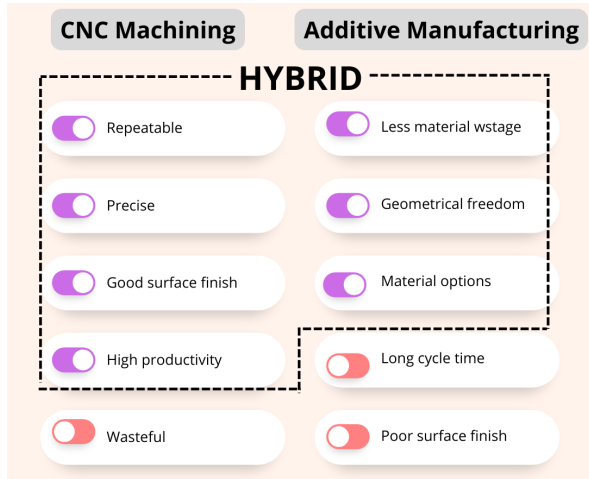 CNC Machining
Additive Manufacturing
HYBRID
Repeatable
Less material wstage
Precise
Geometrical freedom
Good surface finish
Material options
High productivity
Long cycle time
Wasteful
Poor surface finish